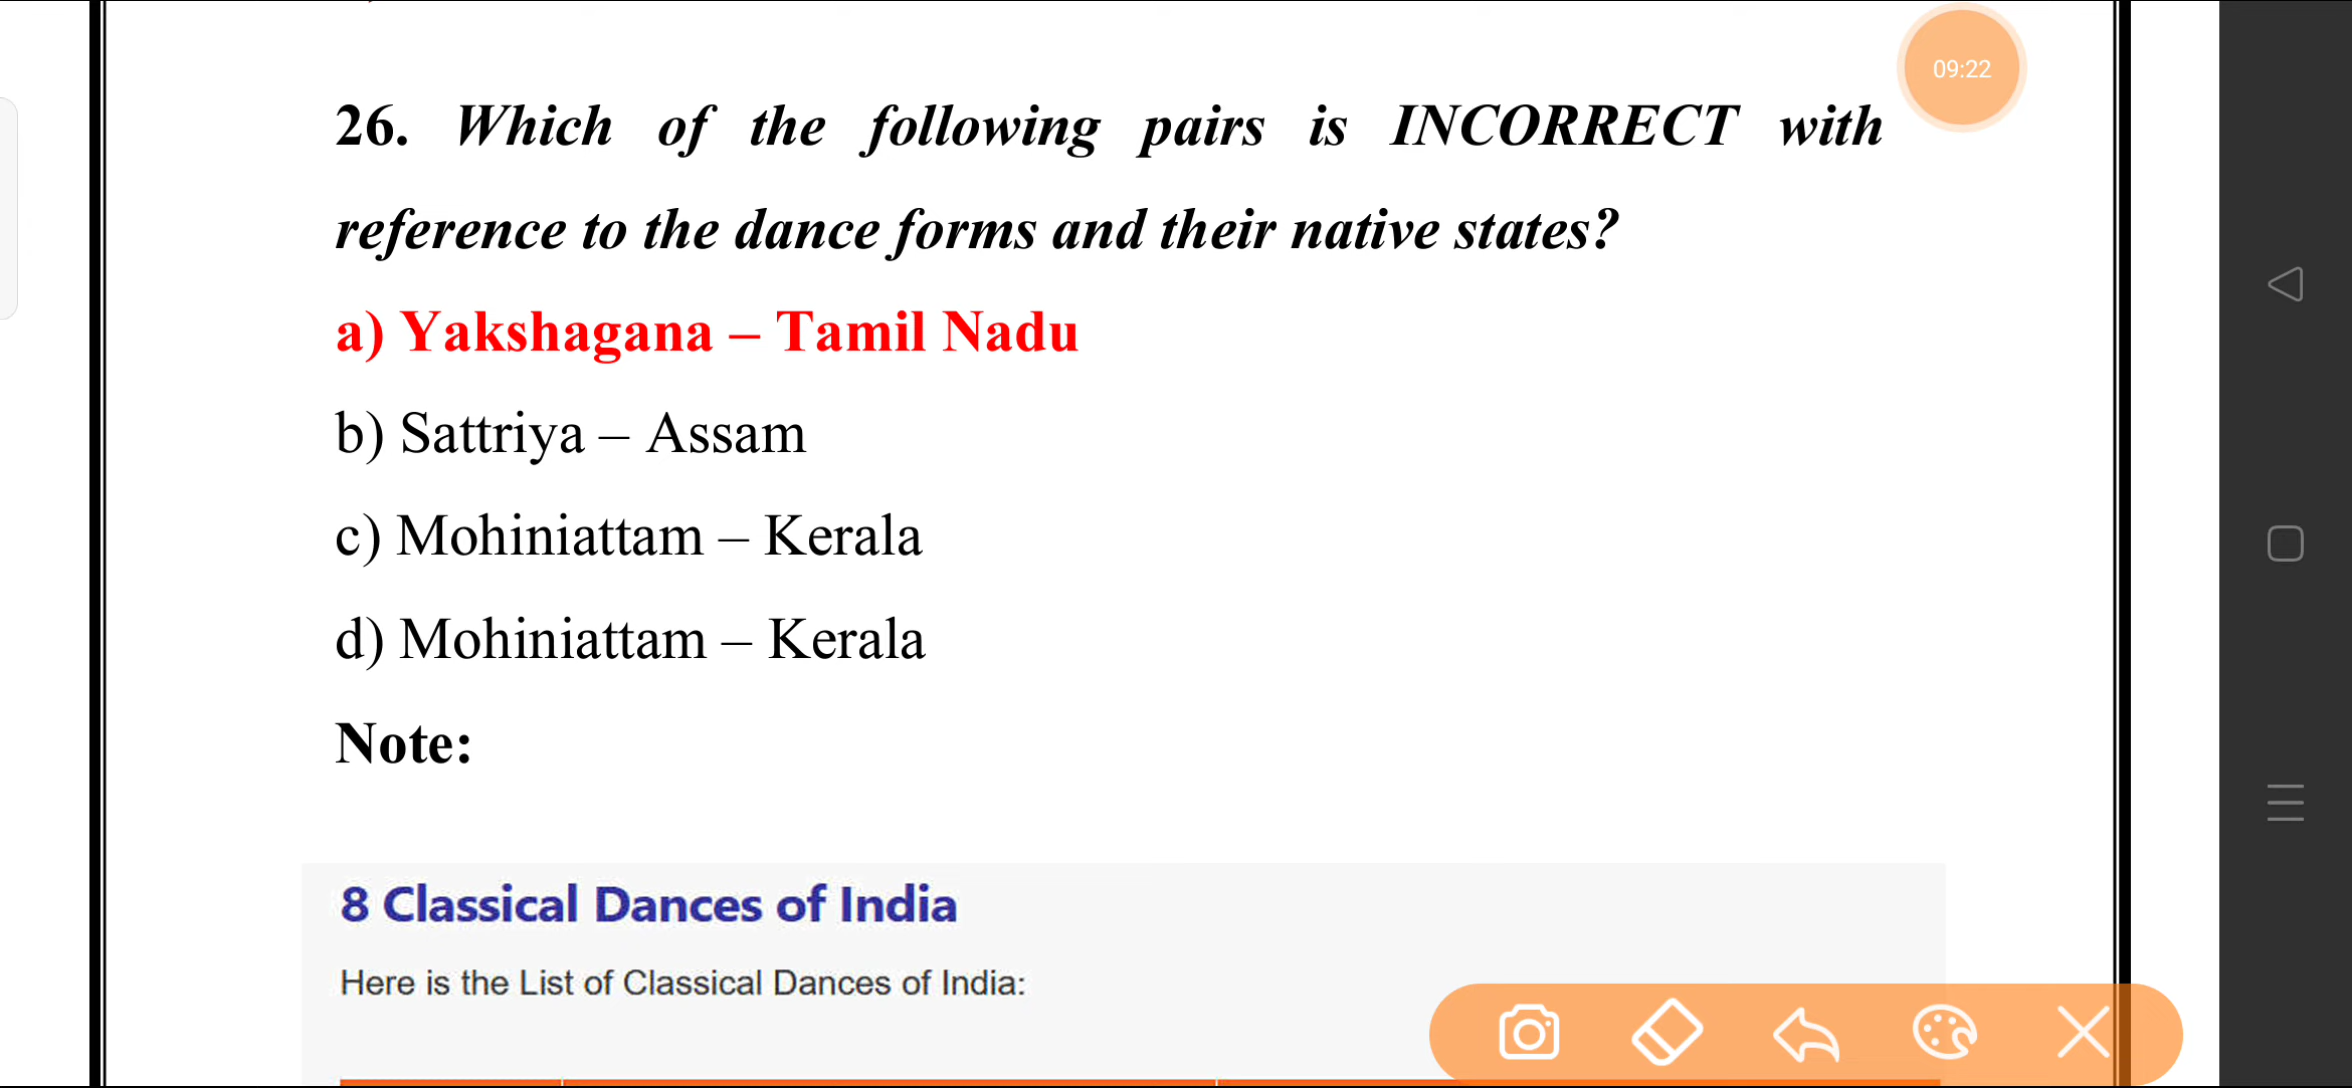 09:22
26. Which of the following pairs is INCORRECT with
reference to the dance forms and their native states?
a) Yakshagana – Tamil Nadu
b) Sattriya – Assam
c) Mohiniattam – Kerala
d) Mohiniattam – Kerala
Note:
8 Classical Dances of India
Here is the List of Classical Dances of India: